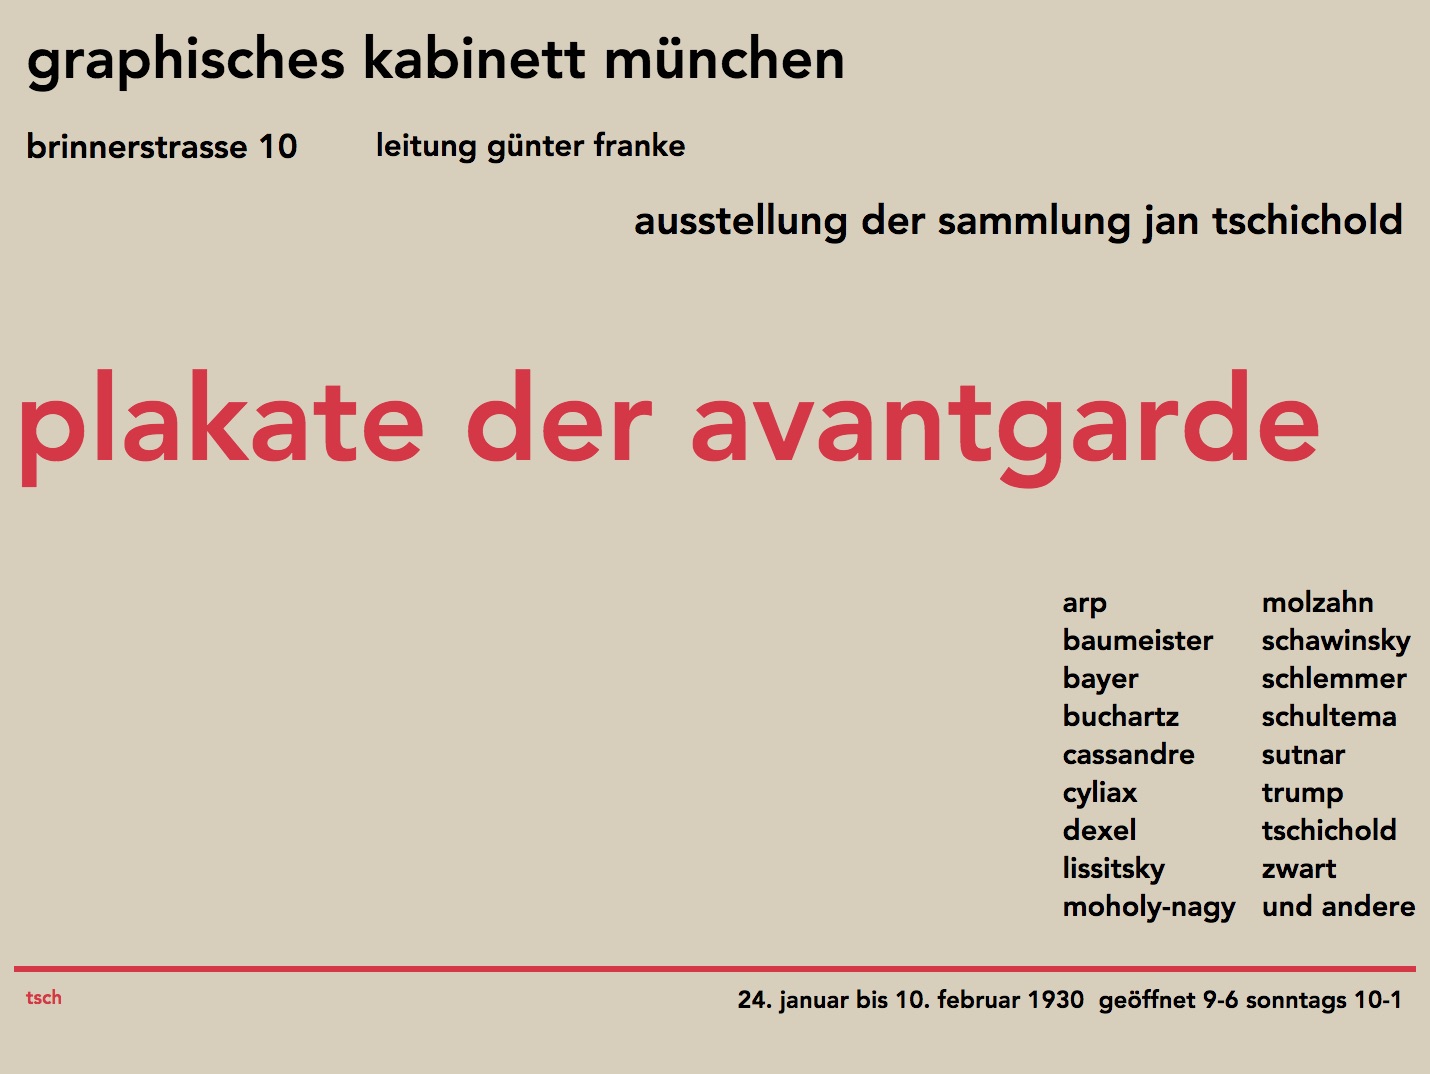 graphisches kabinett münchen
brinnerstrasse 10 leitung günter franke
ausstellung der sammlung jan tschichold
plakate der avantgarde
arp molzahn
baumeister schawinsky
bayer schlemmer
buchartz schultema
cassandre sutnar
cyliax trump
dexel tschichold
lissitsky zwart
moholy-nagy und andere
tsch 24. januar bis 10. februar 1930 geöffnet 9-6 sonntags 10-1